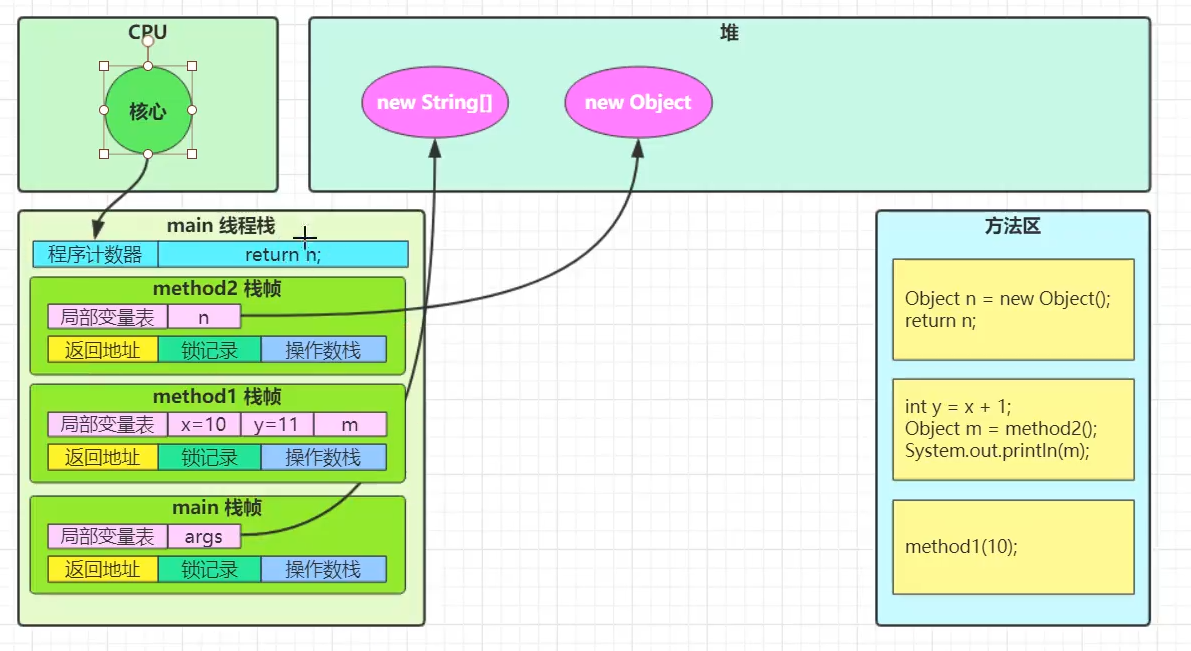 CPU
核心
堆
new String[]
new Object
main 线程栈
程序计数器
return n;
method2 栈帧
局部变量表
n
返回地址
锁记录
操作数栈
method1 栈帧
局部变量表
x=10
y=11
m
返回地址
锁记录
操作数栈
main 栈帧
局部变量表
args
返回地址
锁记录
操作数栈
方法区
Object n = new Object();
return n;
int y = x + 1;
Object m = method2();
System.out.println(m);
method1(10);